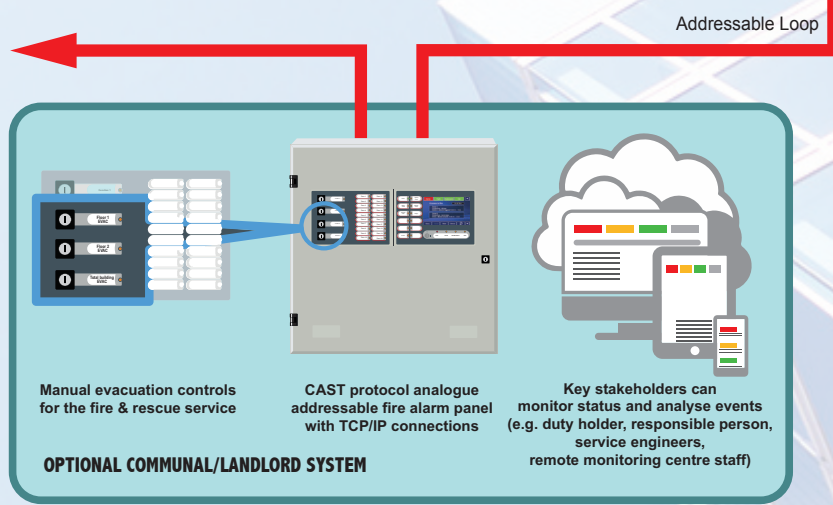 Addressable Loop
Floor 1
EVAC
Floor 2
EVAC
Total building
EVAC
Manual evacuation controls
for the fire & rescue service
CAST protocol analogue
addressable fire alarm panel
with TCP/IP connections
Key stakeholders can
monitor status and analyse events
(e.g. duty holder, responsible person,
service engineers,
remote monitoring centre staff)
OPTIONAL COMMUNAL/LANDLORD SYSTEM